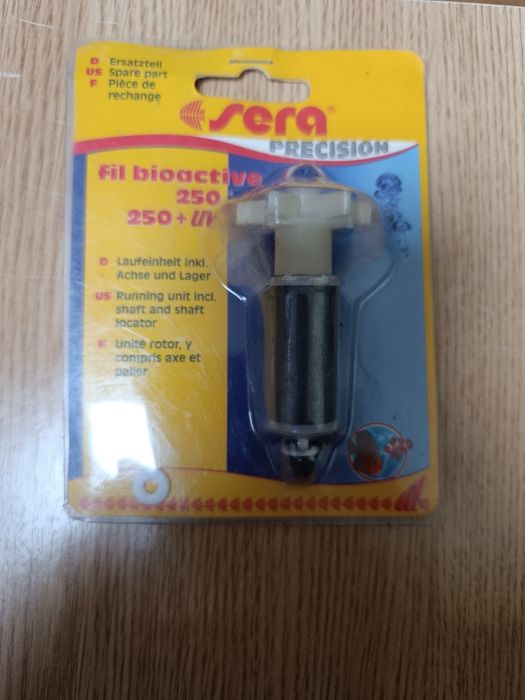 D Ersatzteil
US Spare part
F Pièce de
rechange
sera®
PRECISION
fil bioactive
250
250 + UV
D Laufeinheit inkl.
Achse und Lager
US Running unit incl.
shaft and shaft
locator
F Unité rotor, y
compris axe et
palier